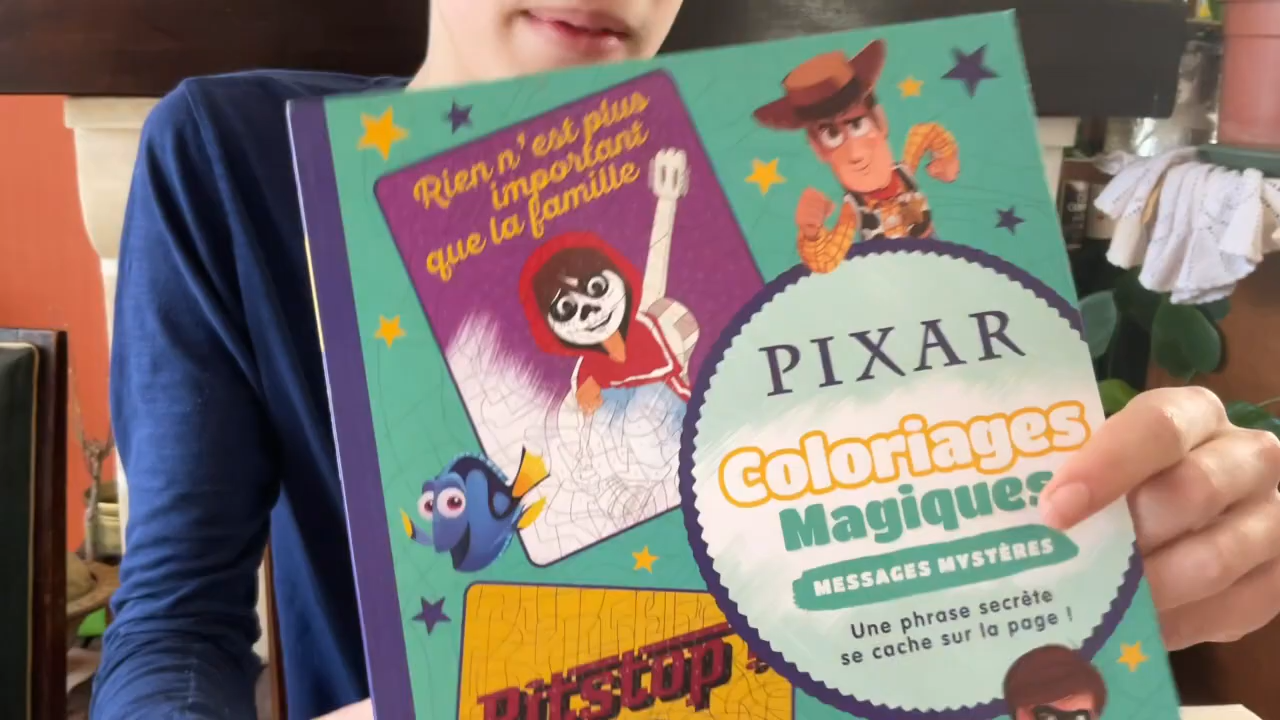 Rien n'est plus
important
que la famille
PIXAR
Coloriages
Magiques
MESSAGES MYSTÈRES
Une phrase secrète
se cache sur la page !
Pitstop